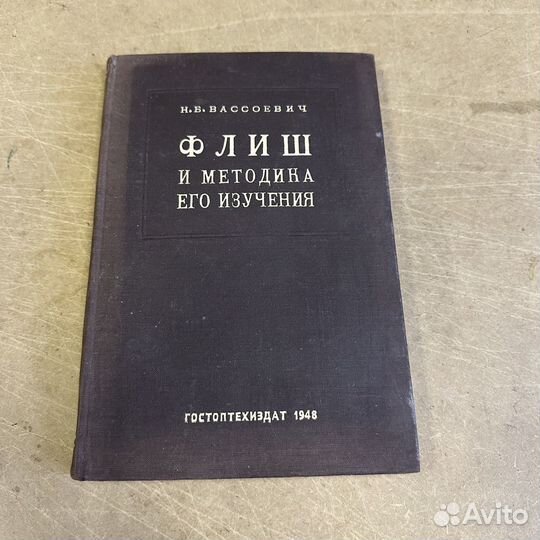 Н.Б.ВАССОЕВИЧ
ФЛИШ
И МЕТОДИКА
ЕГО ИЗУЧЕНИЯ
ГОСТОПТЕХИЗДАТ 1948
Avito